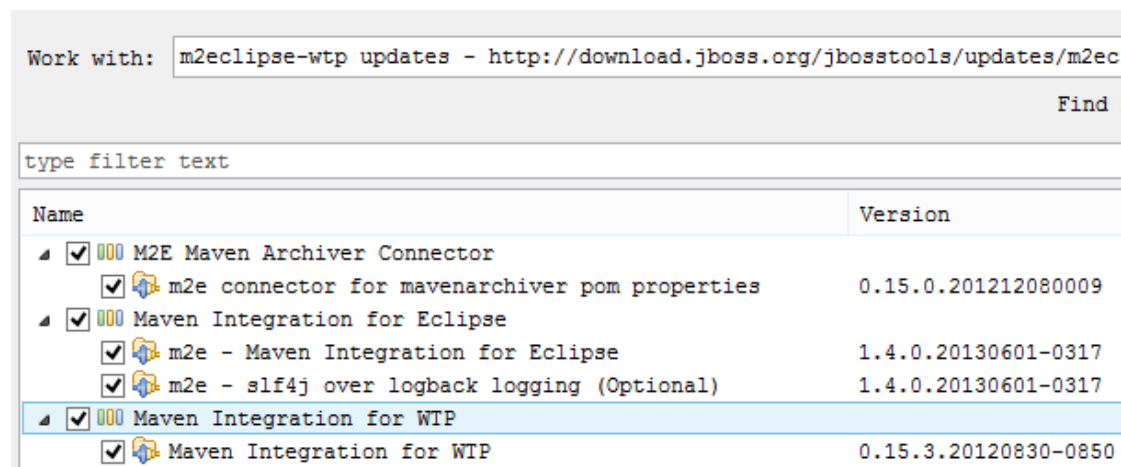 Work with: m2eclipse-wtp updates - http://download.jboss.org/jbosstools/updates/m2ec
Find
type filter text
Name Version
M2E Maven Archiver Connector
m2e connector for mavenarchiver pom properties 0.15.0.201212080009
Maven Integration for Eclipse
m2e - Maven Integration for Eclipse 1.4.0.20130601-0317
m2e - slf4j over logback logging (Optional) 1.4.0.20130601-0317
Maven Integration for WTP
Maven Integration for WTP 0.15.3.20120830-0850